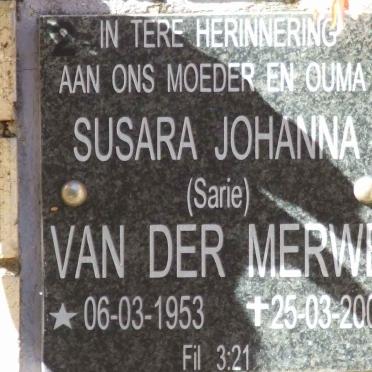 IN TERE HERINNERING
AAN ONS MOEDER EN OUMA
SUSARA JOHANNA
(Sarie)
VAN DER MERWE
★ 06-03-1953 ✝ 25-03-200
Fil 3:21